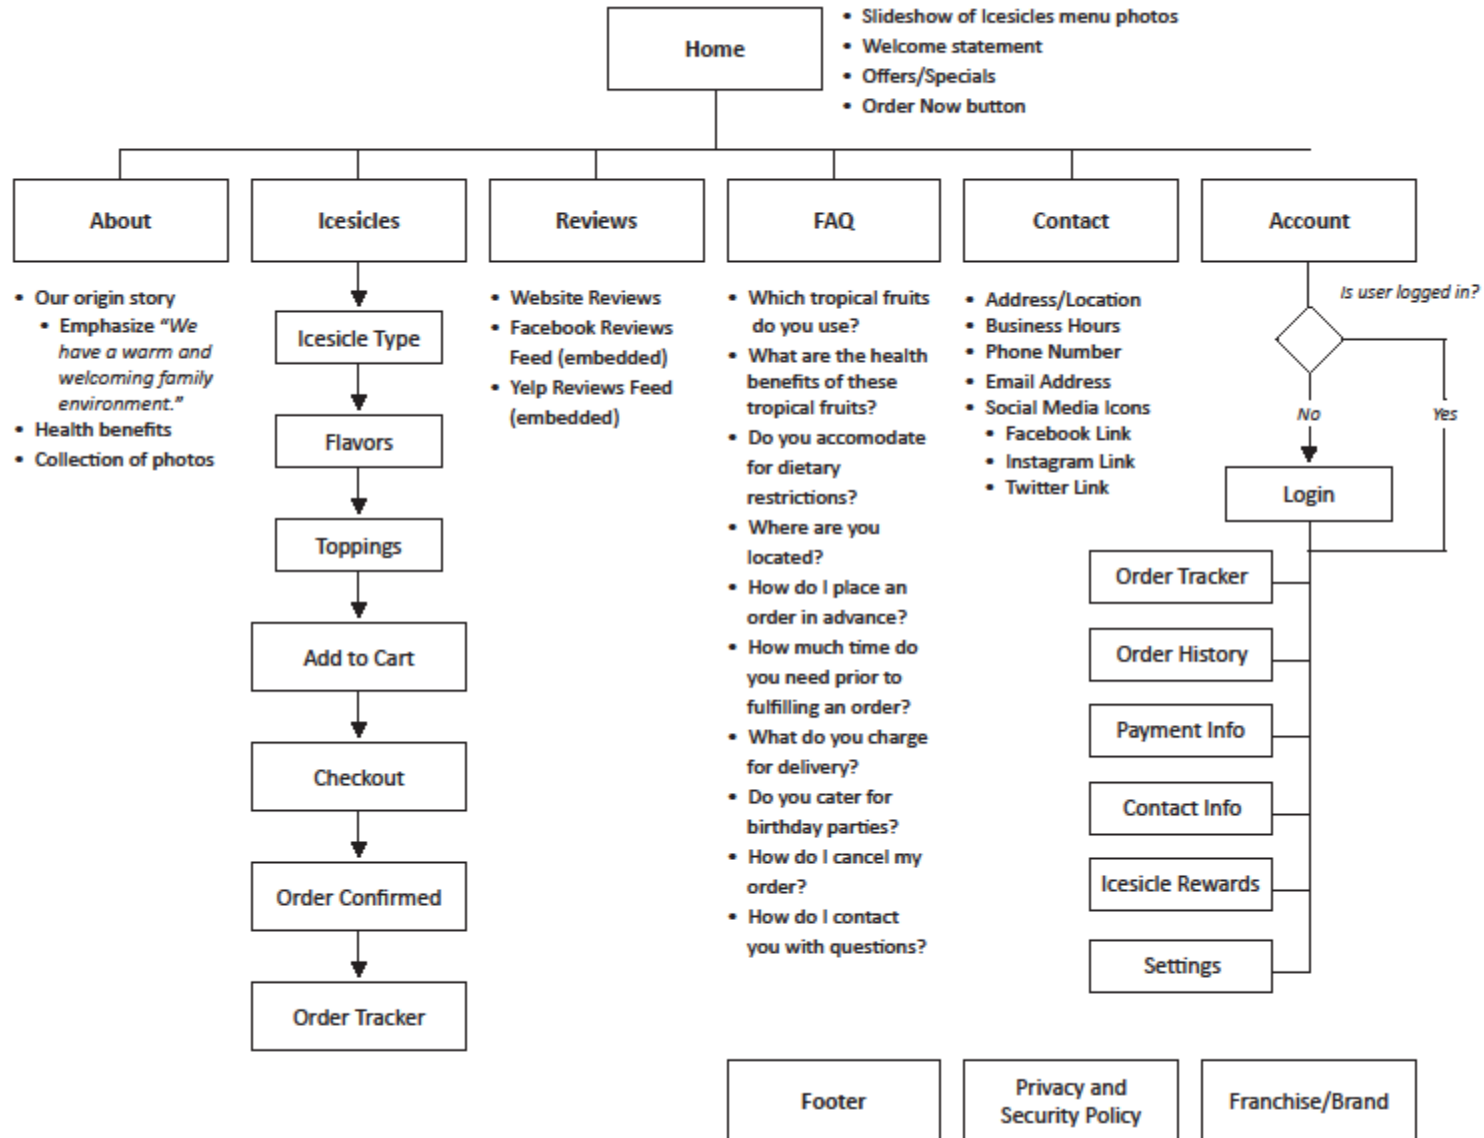 Home
• Slideshow of Icesicles menu photos
• Welcome statement
• Offers/Specials
• Order Now button
About
• Our origin story
• Emphasize "We
have a warm and
welcoming family
environment."
• Health benefits
• Collection of photos
Icesicles
Icesicle Type
Flavors
Toppings
Add to Cart
Checkout
Order Confirmed
Order Tracker
Reviews
• Website Reviews
• Facebook Reviews
Feed (embedded)
• Yelp Reviews Feed
(embedded)
FAQ
• Which tropical fruits
do you use?
• What are the health
benefits of these
tropical fruits?
• Do you accomodate
for dietary
restrictions?
• Where are you
located?
• How do I place an
order in advance?
• How much time do
you need prior to
fulfilling an order?
• What do you charge
for delivery?
• Do you cater for
birthday parties?
• How do I cancel my
order?
• How do I contact
you with questions?
Contact
• Address/Location
• Business Hours
• Phone Number
• Email Address
• Social Media Icons
• Facebook Link
• Instagram Link
• Twitter Link
Account
Is user logged in?
No
Yes
Login
Order Tracker
Order History
Payment Info
Contact Info
Icesicle Rewards
Settings
Footer
Privacy and
Security Policy
Franchise/Brand